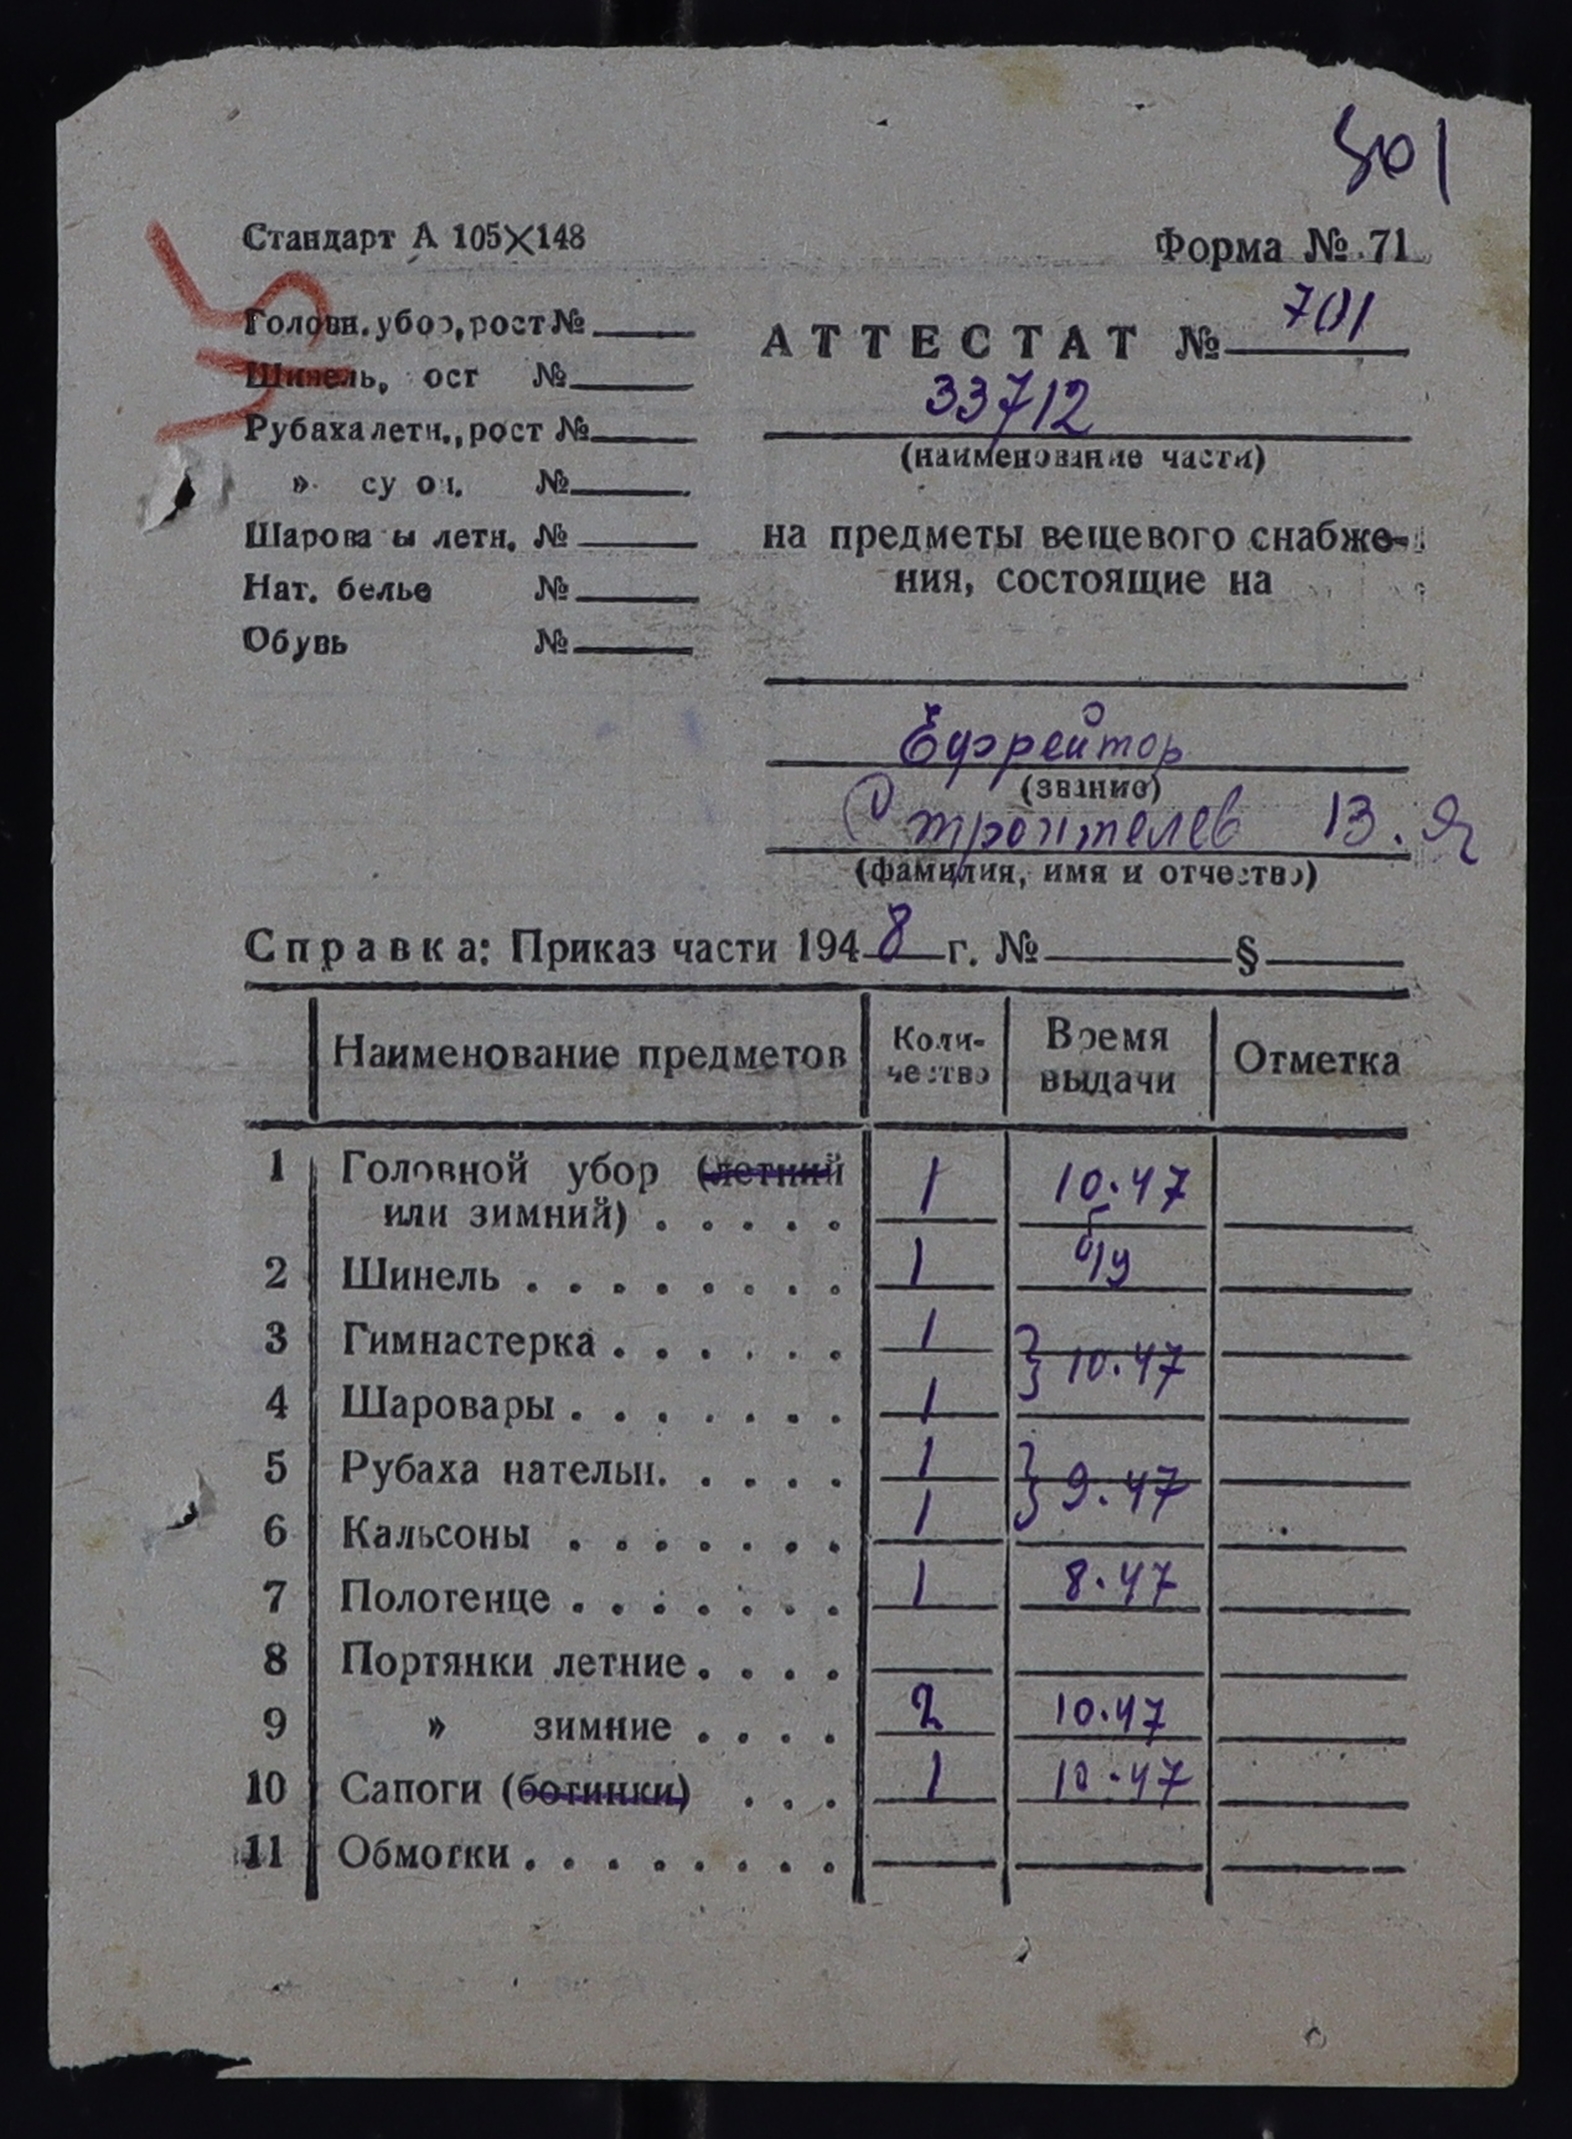 801
Стандарт А 105×148
Форма № 71
Головн. убор, рост №
Шинель, ост №
Рубаха летн., рост №
» су он. №
Шарова ы летн. №
Нат. белье №
Обувь №
АТТЕСТАТ № 701
33712
(наименование части)
на предметы вещевого снабже-
ния, состоящие на
Ефрейтор
(звание)
Строителев В. Я
(фамилия, имя и отчество)
Справка: Приказ части 1948 г. № §
Наименование предметов Количество Время выдачи Отметка
1 Головной убор (летний
или зимний) . . . . . 1 10.47
2 Шинель . . . . . . . . 1
3 Гимнастерка . . . . . . 1 } 10.47
4 Шаровары . . . . . . . 1
5 Рубаха нательн. . . . . 1 } 9.47
6 Кальсоны . . . . . . . 1
7 Полотенце . . . . . . . 1 8.47
8 Портянки летние . . . .
9 » зимние . . . . 2 10.47
10 Сапоги (ботинки) . . . 1 10.47
11 Обмотки . . . . . . . .